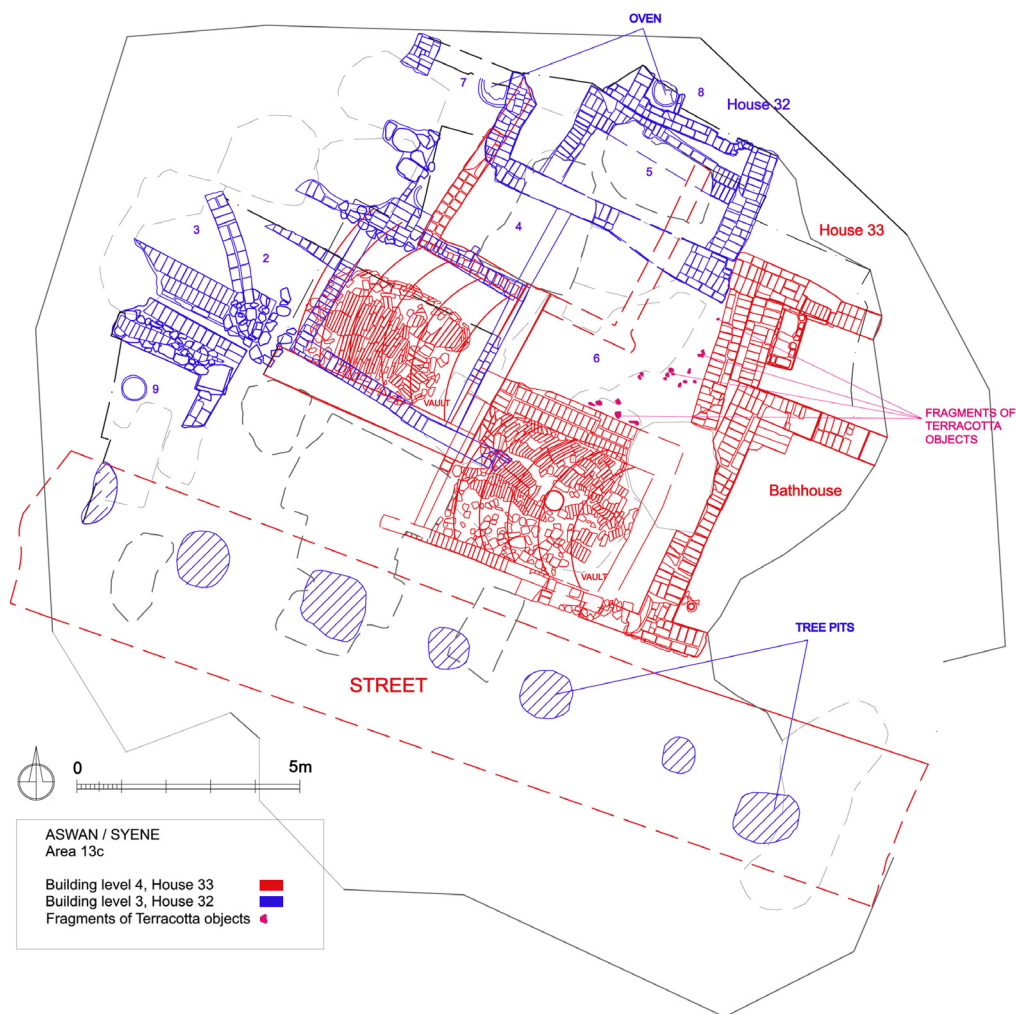 OVEN
7
8
House 32
5
3
4
House 33
2
6
9
VAULT
FRAGMENTS OF
TERRACOTTA
OBJECTS
Bathhouse
VAULT
TREE PITS
STREET
0 5m
ASWAN / SYENE
Area 13c
Building level 4, House 33
Building level 3, House 32
Fragments of Terracotta objects